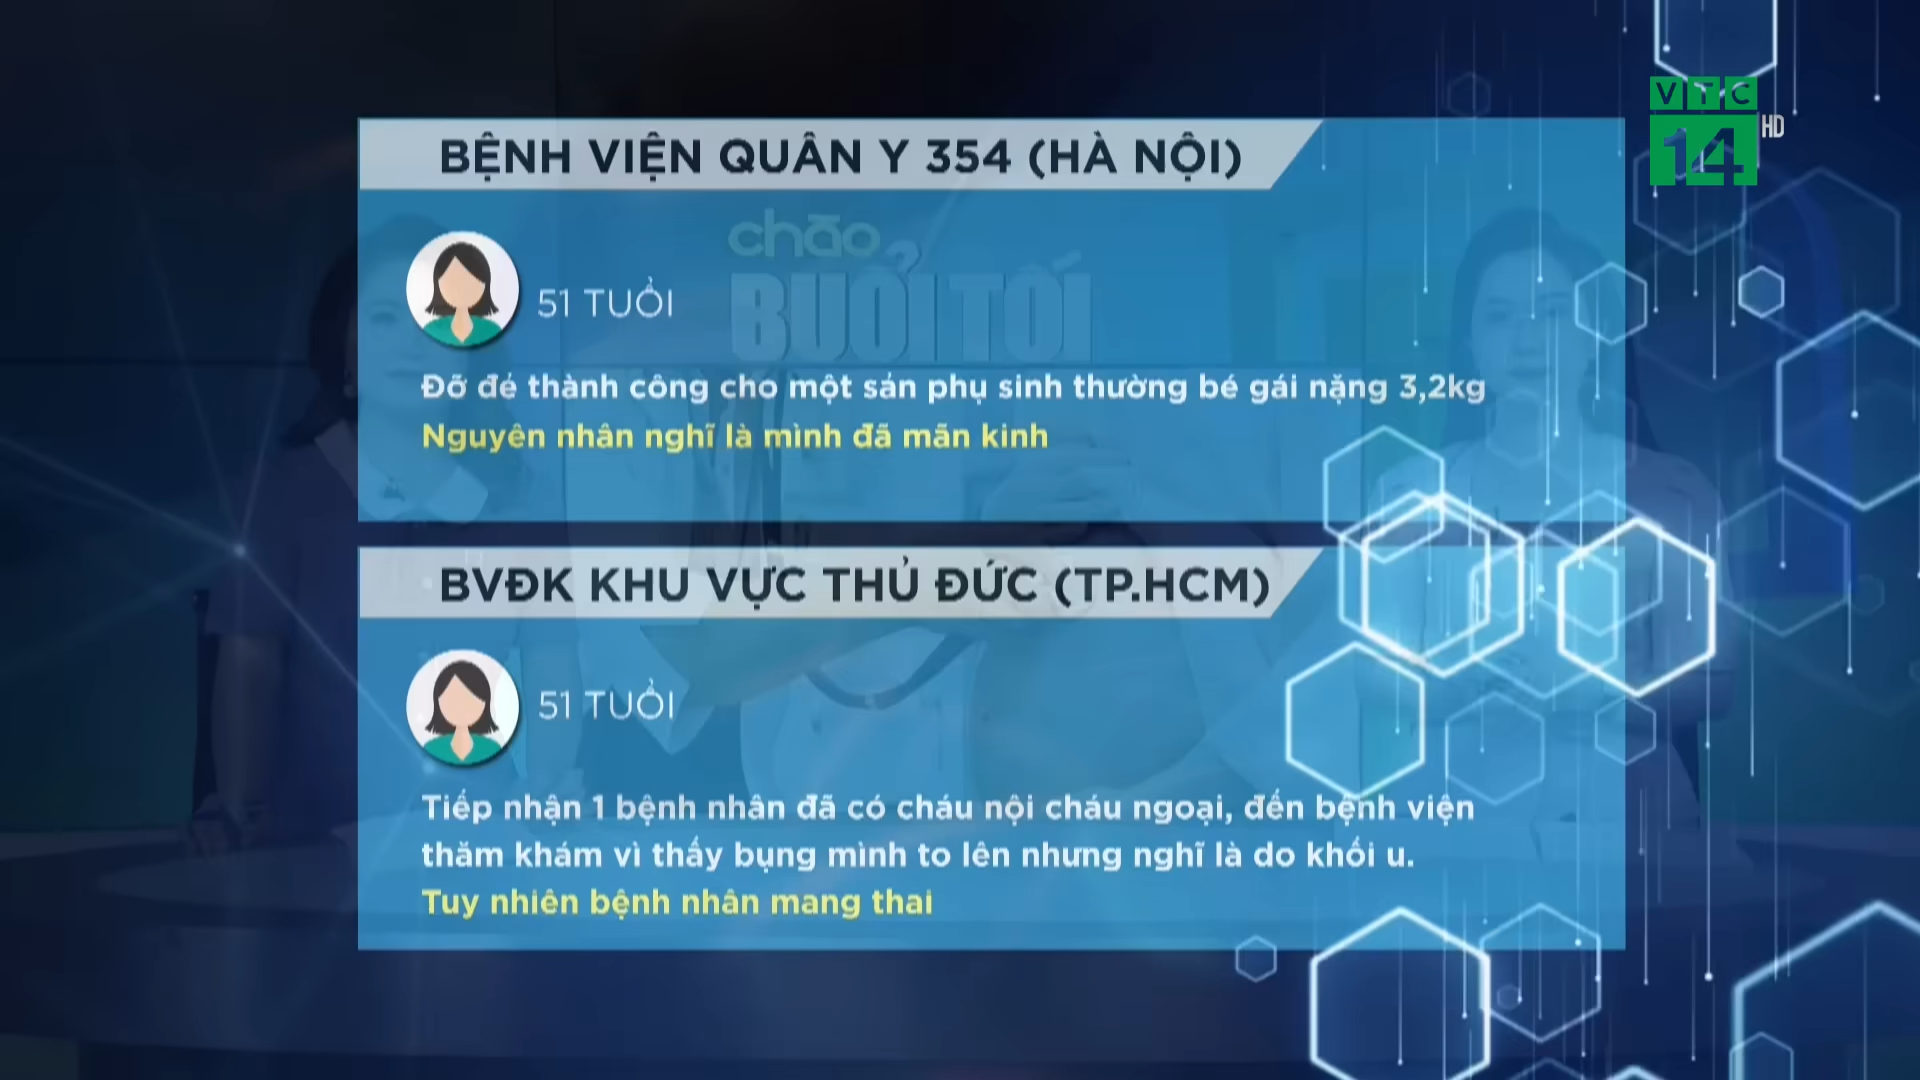 VTC
14 HD
BỆNH VIỆN QUÂN Y 354 (HÀ NỘI)
chào
BUỔI TỐI
51 TUỔI
Đỡ đẻ thành công cho một sản phụ sinh thường bé gái nặng 3,2kg
Nguyên nhân nghĩ là mình đã mãn kinh
BVĐK KHU VỰC THỦ ĐỨC (TP.HCM)
51 TUỔI
Tiếp nhận 1 bệnh nhân đã có cháu nội cháu ngoại, đến bệnh viện
thăm khám vì thấy bụng mình to lên nhưng nghĩ là do khối u.
Tuy nhiên bệnh nhân mang thai